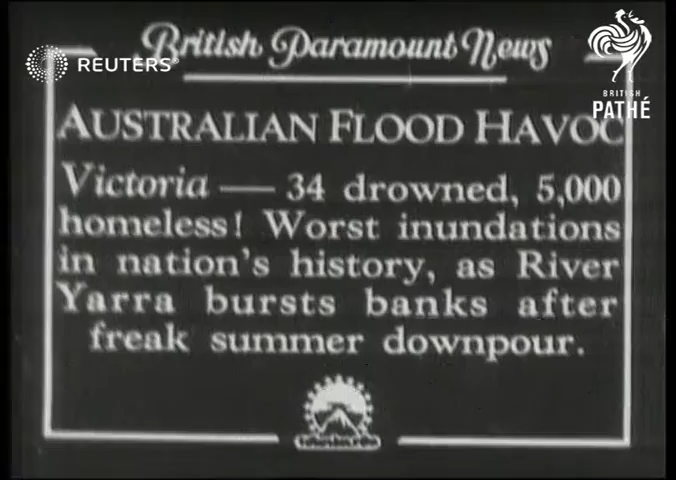 British Paramount News
REUTERS®
BRITISH
PATHÉ
AUSTRALIAN FLOOD HAVOC
Victoria — 34 drowned, 5,000
homeless! Worst inundations
in nation's history, as River
Yarra bursts banks after
freak summer downpour.